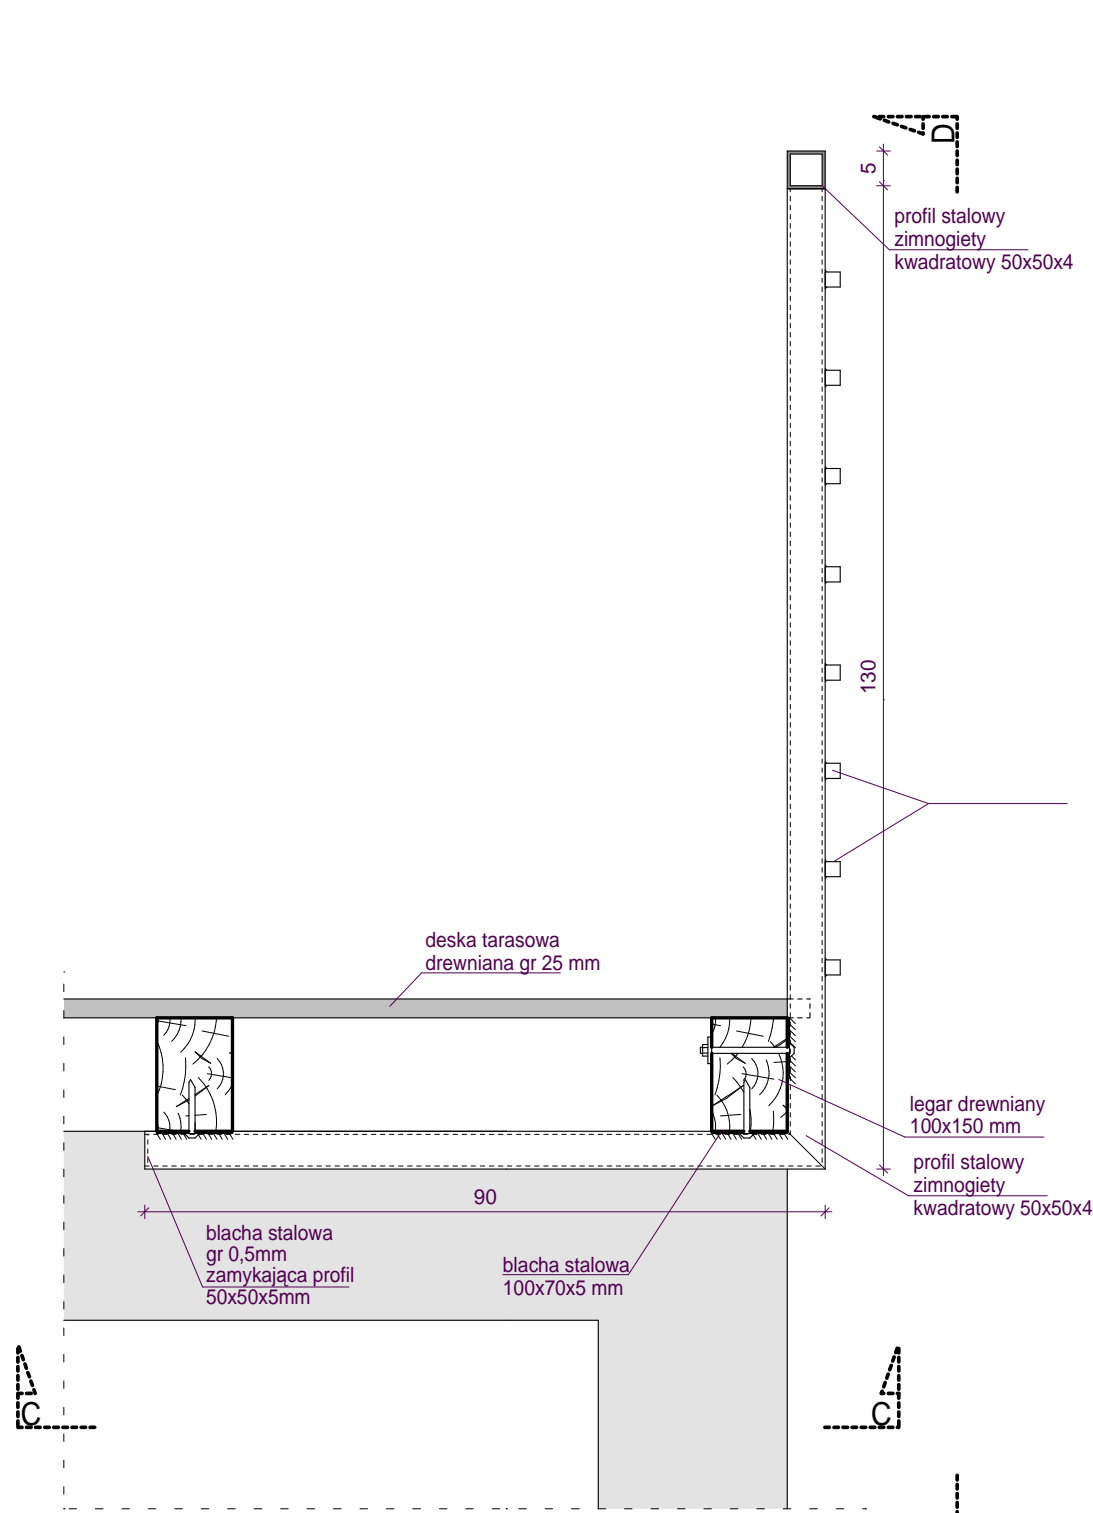 D
5
profil stalowy
zimnogiety
kwadratowy 50x50x4
130
deska tarasowa
drewniana gr 25 mm
legar drewniany
100x150 mm
profil stalowy
zimnogiety
kwadratowy 50x50x4
90
blacha stalowa
gr 0,5mm
zamykająca profil
50x50x5mm
blacha stalowa
100x70x5 mm
C
C